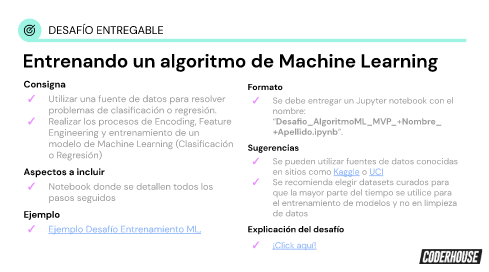 DESAFÍO ENTREGABLE
Entrenando un algoritmo de Machine Learning
Consigna
✓ Utilizar una fuente de datos para resolver
problemas de clasificación o regresión.
✓ Realizar los procesos de Encoding, Feature
Engineering y entrenamiento de un
modelo de Machine Learning (Clasificación
o Regresión)
Aspectos a incluir
✓ Notebook donde se detallen todos los
pasos seguidos
Ejemplo
✓ Ejemplo Desafío Entrenamiento ML.
Formato
✓ Se debe entregar un Jupyter notebook con el
nombre:
“Desafio_AlgoritmoML_MVP_+Nombre_
+Apellido.ipynb”.
Sugerencias
✓ Se pueden utilizar fuentes de datos conocidas
en sitios como Kaggle o UCI
✓ Se recomienda elegir datasets curados para
que la mayor parte del tiempo se utilice para
el entrenamiento de modelos y no en limpieza
de datos
Explicación del desafío
✓ ¡Click aquí!
CODERHOUSE